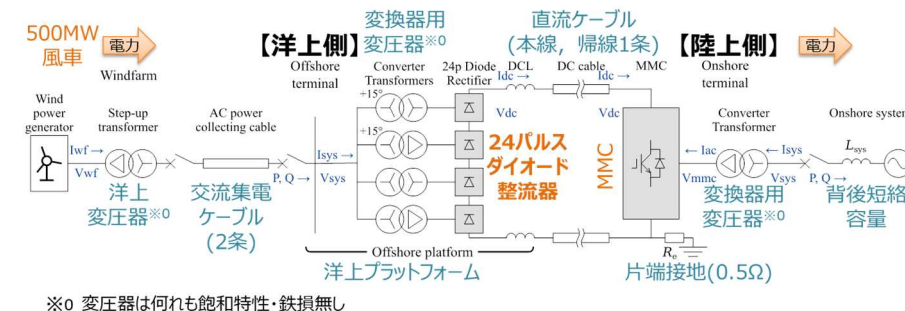 500MW
風車
電力
Windfarm
【洋上側】
Offshore
terminal
変換器用
変圧器※0
Converter
Transformers
24p Diode
Rectifier
直流ケーブル
(本線，帰線1条)
DCL
DC cable
MMC
【陸上側】
Onshore
terminal
電力
Wind
power
generator
Step-up
transformer
AC power
collecting cable
+15°
+15°
Idc →
Idc →
Vdc
Vdc
Converter
Transformer
Onshore system
Iwf →
Vwf
Isys →
P, Q →
Vsys
24パルス
ダイオード
整流器
MMC
← Iac
Vmmc
← Isys
Vsys
P, Q →
Lsys
洋上
変圧器※0
交流集電
ケーブル
(2条)
変換器用
変圧器※0
背後短絡
容量
Offshore platform
洋上プラットフォーム
Re
片端接地(0.5Ω)
※0 変圧器は何れも飽和特性・鉄損無し